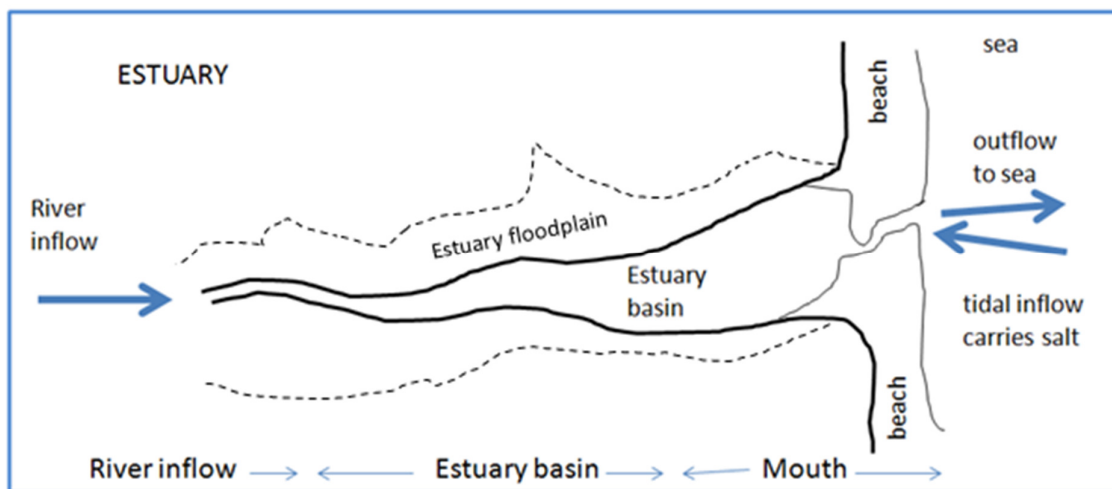 ESTUARY
sea
beach
outflow
to sea
River
inflow
Estuary floodplain
Estuary
basin
tidal inflow
carries salt
beach
River inflow
Estuary basin
Mouth